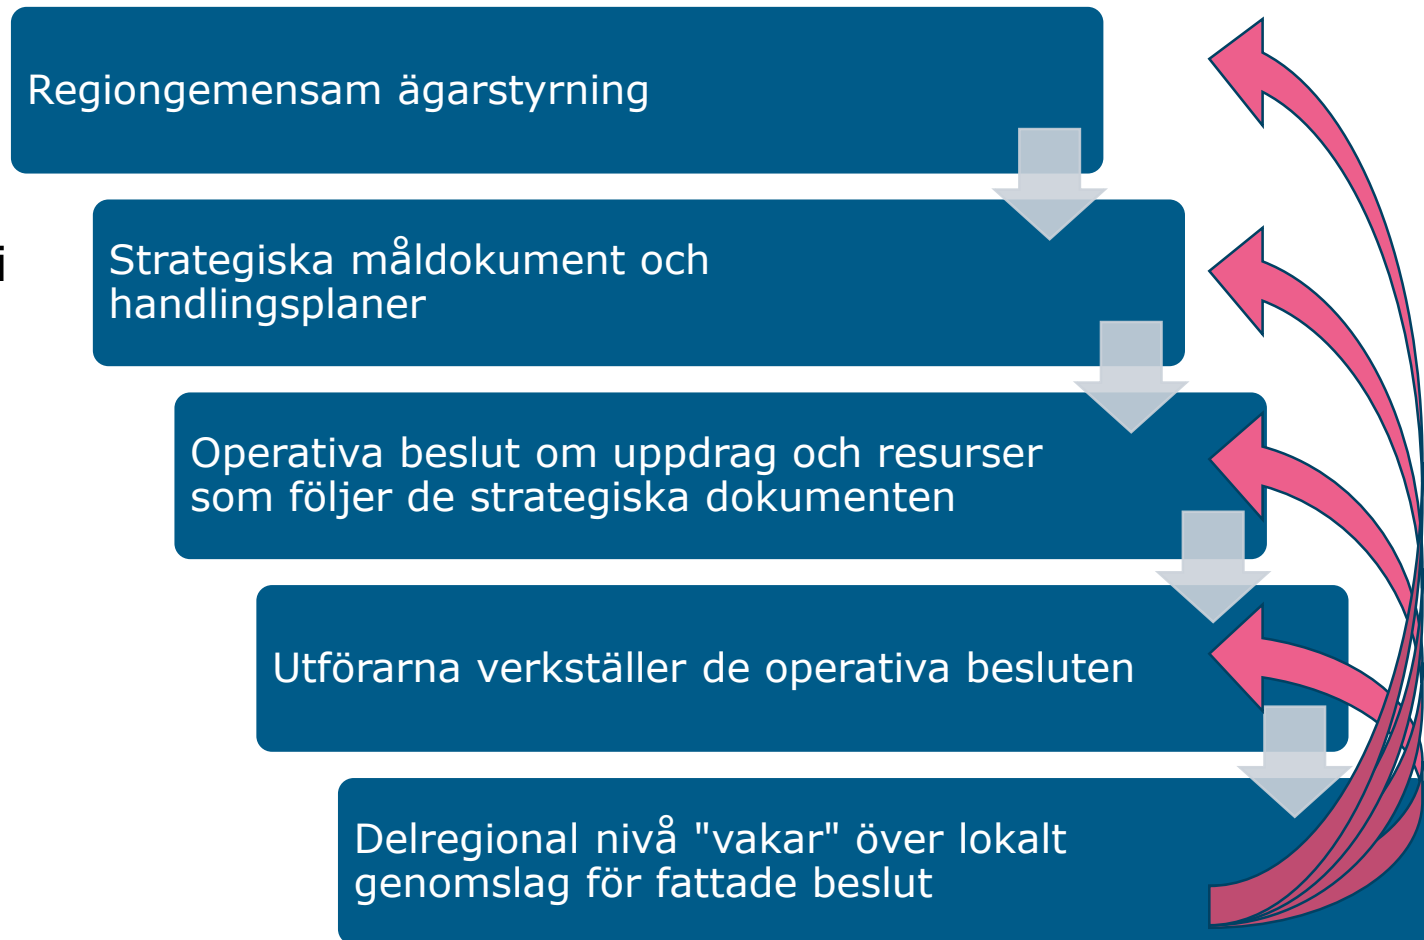 Regiongemensam ägarstyrning
i
Strategiska måldokument och
handlingsplaner
Operativa beslut om uppdrag och resurser
som följer de strategiska dokumenten
Utförarna verkställer de operativa besluten
Delregional nivå "vakar" över lokalt
genomslag för fattade beslut